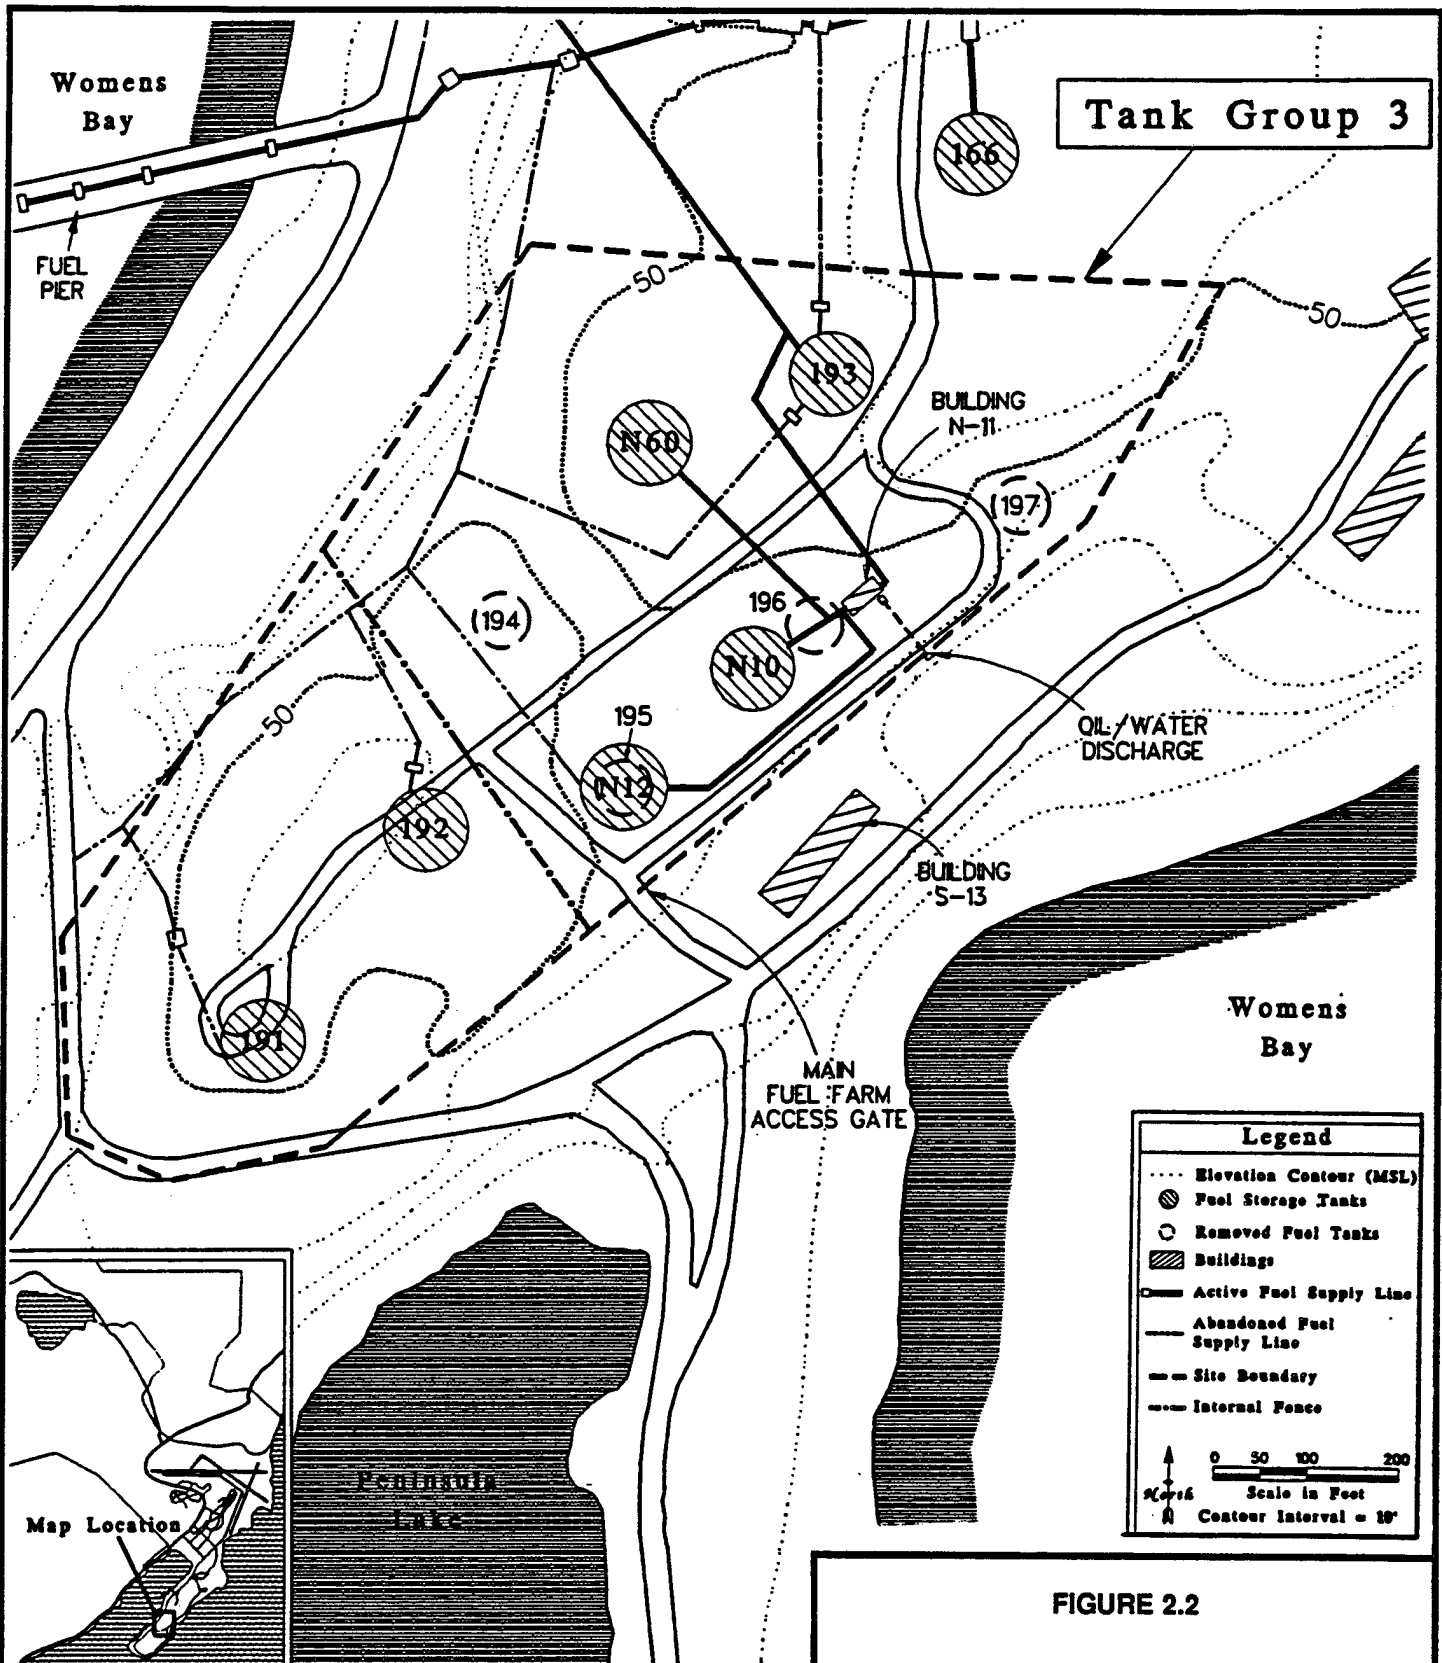 Womens
Bay
Tank Group 3
166
FUEL
PIER
50
50
193
BUILDING
N-11
N60
197
196
194
N10
50
195
OIL/WATER
DISCHARGE
N12
192
BUILDING
S-13
Womens
Bay
191
MAIN
FUEL FARM
ACCESS GATE
Legend
Elevation Contour (MSL)
Fuel Storage Tanks
Removed Fuel Tanks
Buildings
Active Fuel Supply Line
Abandoned Fuel
Supply Line
Site Boundary
Internal Fence
0 50 100 200
North
Scale in Feet
Contour Interval = 10'
Peninsula
Lake
Map Location
FIGURE 2.2